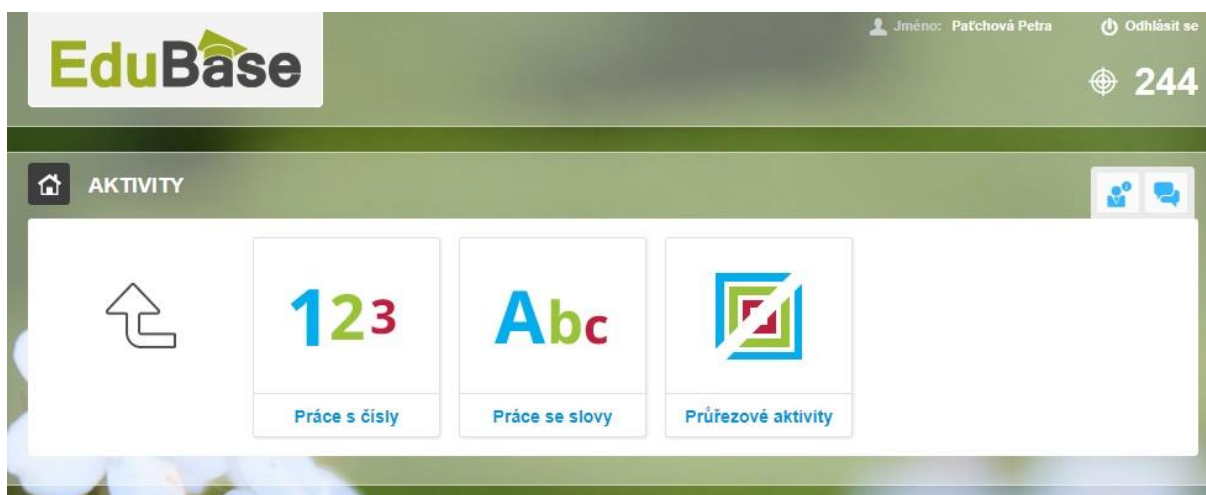 Jméno: Paťchová Petra Odhlásit se
EduBase
244
AKTIVITY
123 Abc
Práce s čísly Práce se slovy Průřezové aktivity